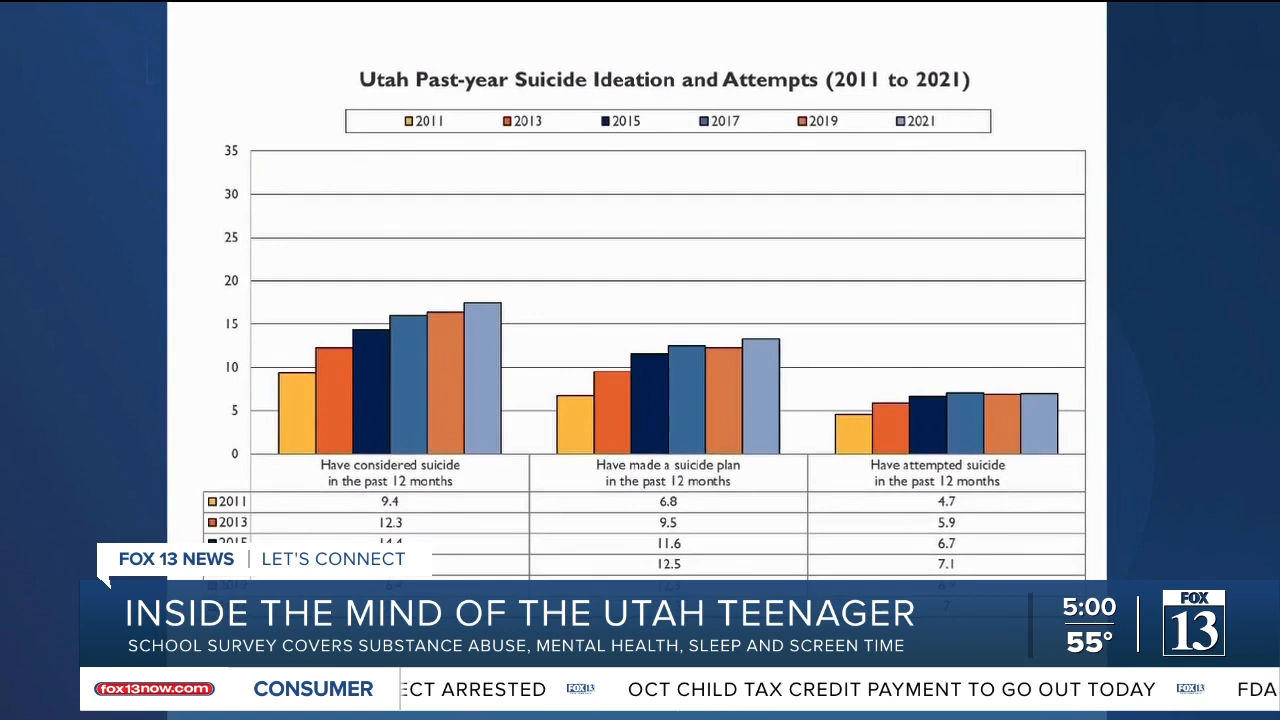 Utah Past-year Suicide Ideation and Attempts (2011 to 2021)
2011 2013 2015 2017 2019 2021
35
30
25
20
15
10
5
0
Have considered suicide
in the past 12 months
Have made a suicide plan
in the past 12 months
Have attempted suicide
in the past 12 months
2011 9.4 6.8 4.7
2013 12.3 9.5 5.9
2015 14.4 11.6 6.7
12.5 7.1
7
FOX 13 NEWS | LET'S CONNECT
INSIDE THE MIND OF THE UTAH TEENAGER
SCHOOL SURVEY COVERS SUBSTANCE ABUSE, MENTAL HEALTH, SLEEP AND SCREEN TIME
5:00
55°
FOX
13
fox13now.com CONSUMER ECT ARRESTED FOX13 OCT CHILD TAX CREDIT PAYMENT TO GO OUT TODAY FOX13 FDA